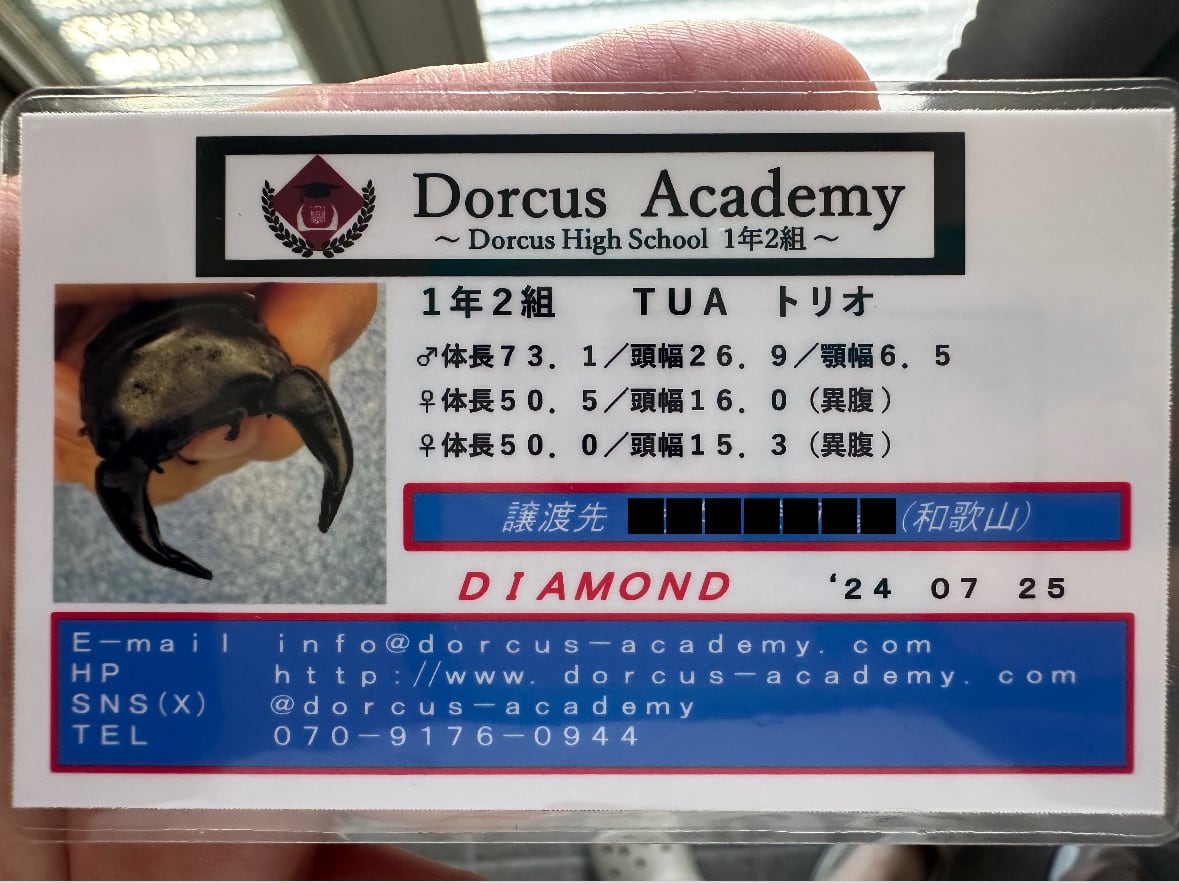 Dorcus Academy
～Dorcus High School 1年2組～
１年２組　ＴＵＡ　トリオ
♂体長７３．１／頭幅２６．９／顎幅６．５
♀体長５０．５／頭幅１６．０（異腹）
♀体長５０．０／頭幅１５．３（異腹）
譲渡先 (和歌山)
ＤＩＡＭＯＮＤ　‘24　07　25
Ｅ－ｍａｉｌ　ｉｎｆｏ＠ｄｏｒｃｕｓ－ａｃａｄｅｍｙ．ｃｏｍ
ＨＰ　ｈｔｔｐ：／／ｗｗｗ．ｄｏｒｃｕｓ－ａｃａｄｅｍｙ．ｃｏｍ
ＳＮＳ（Ｘ）　＠ｄｏｒｃｕｓ－ａｃａｄｅｍｙ
ＴＥＬ　０７０－９１７６－０９４４